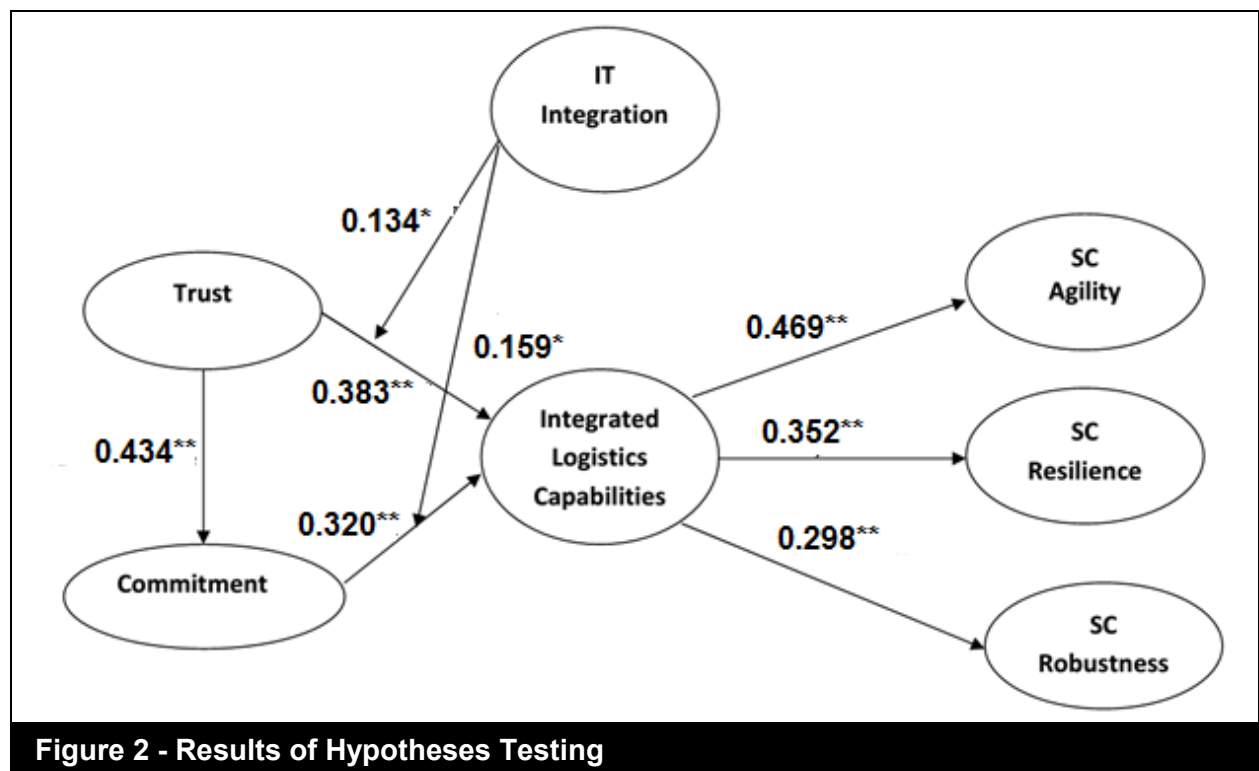 IT
Integration
0.134*
Trust
SC
Agility
0.469**
0.159*
0.383**
Integrated
Logistics
Capabilities
0.352**
SC
Resilience
0.434**
0.320**
0.298**
Commitment
SC
Robustness
Figure 2 - Results of Hypotheses Testing